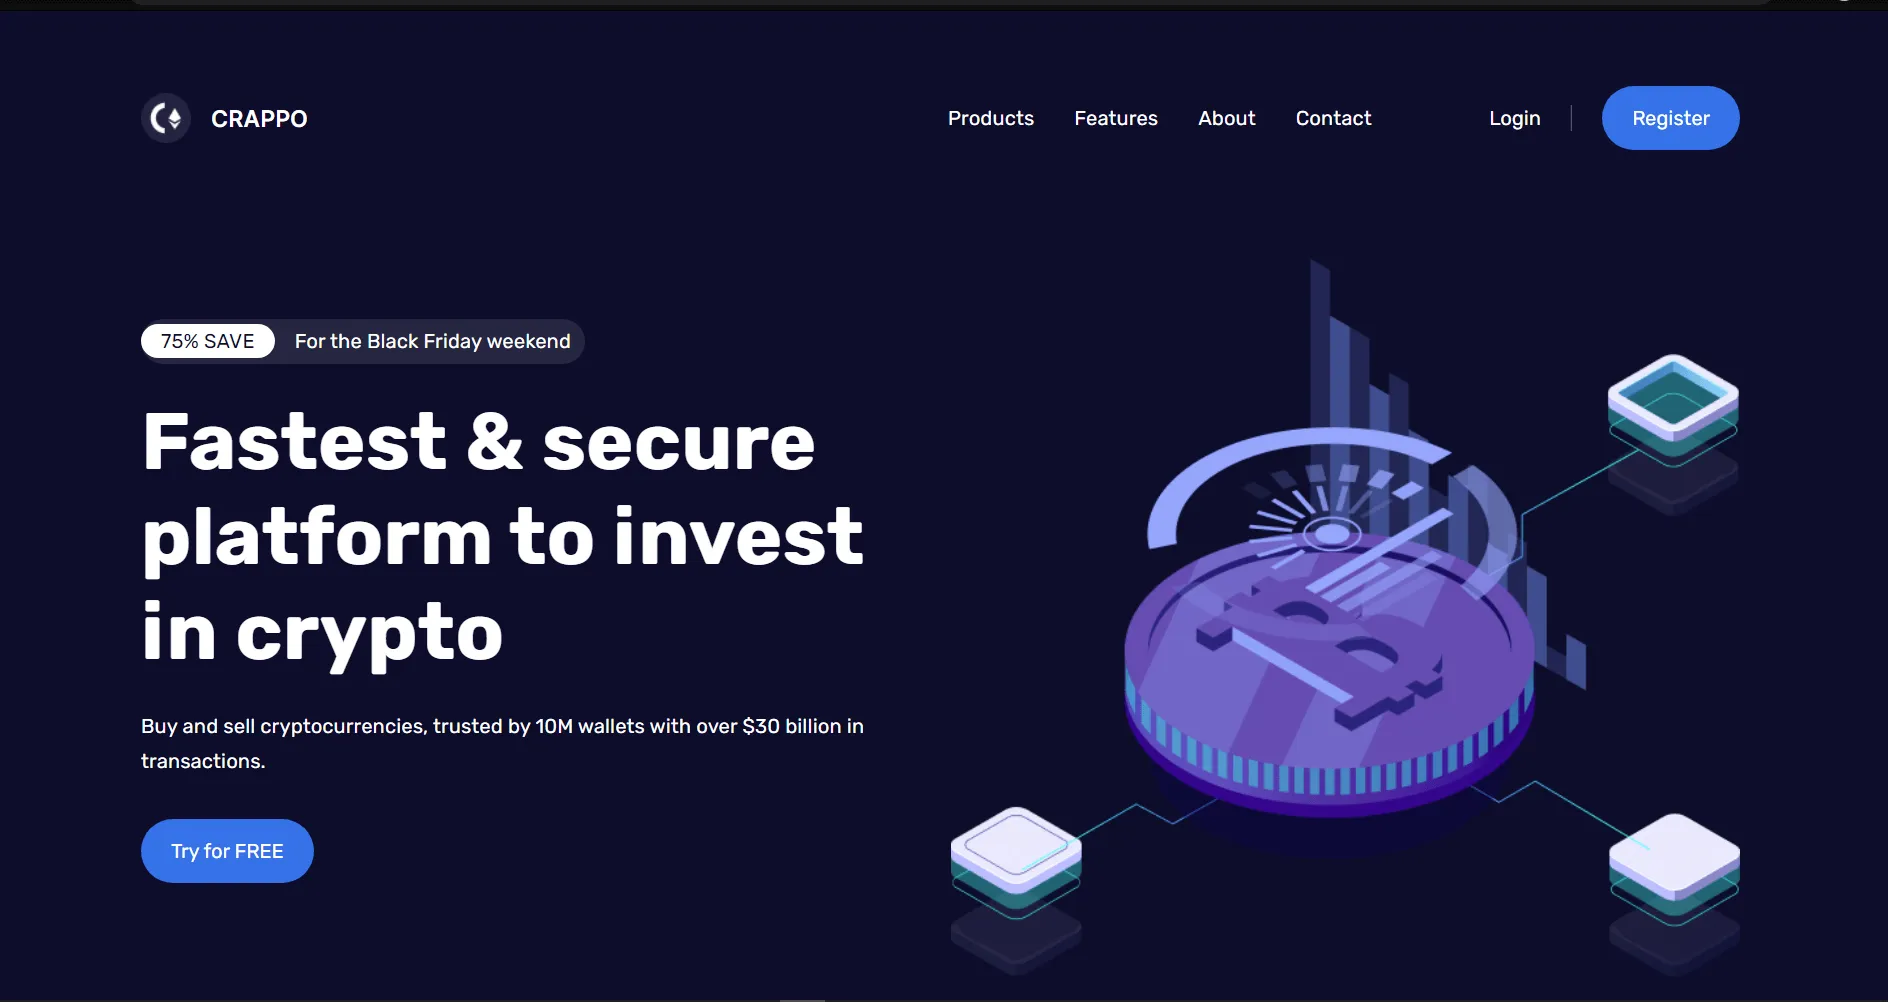 CRAPPO
Products Features About Contact Login Register
75% SAVE For the Black Friday weekend
Fastest & secure
platform to invest
in crypto
Buy and sell cryptocurrencies, trusted by 10M wallets with over $30 billion in
transactions.
Try for FREE